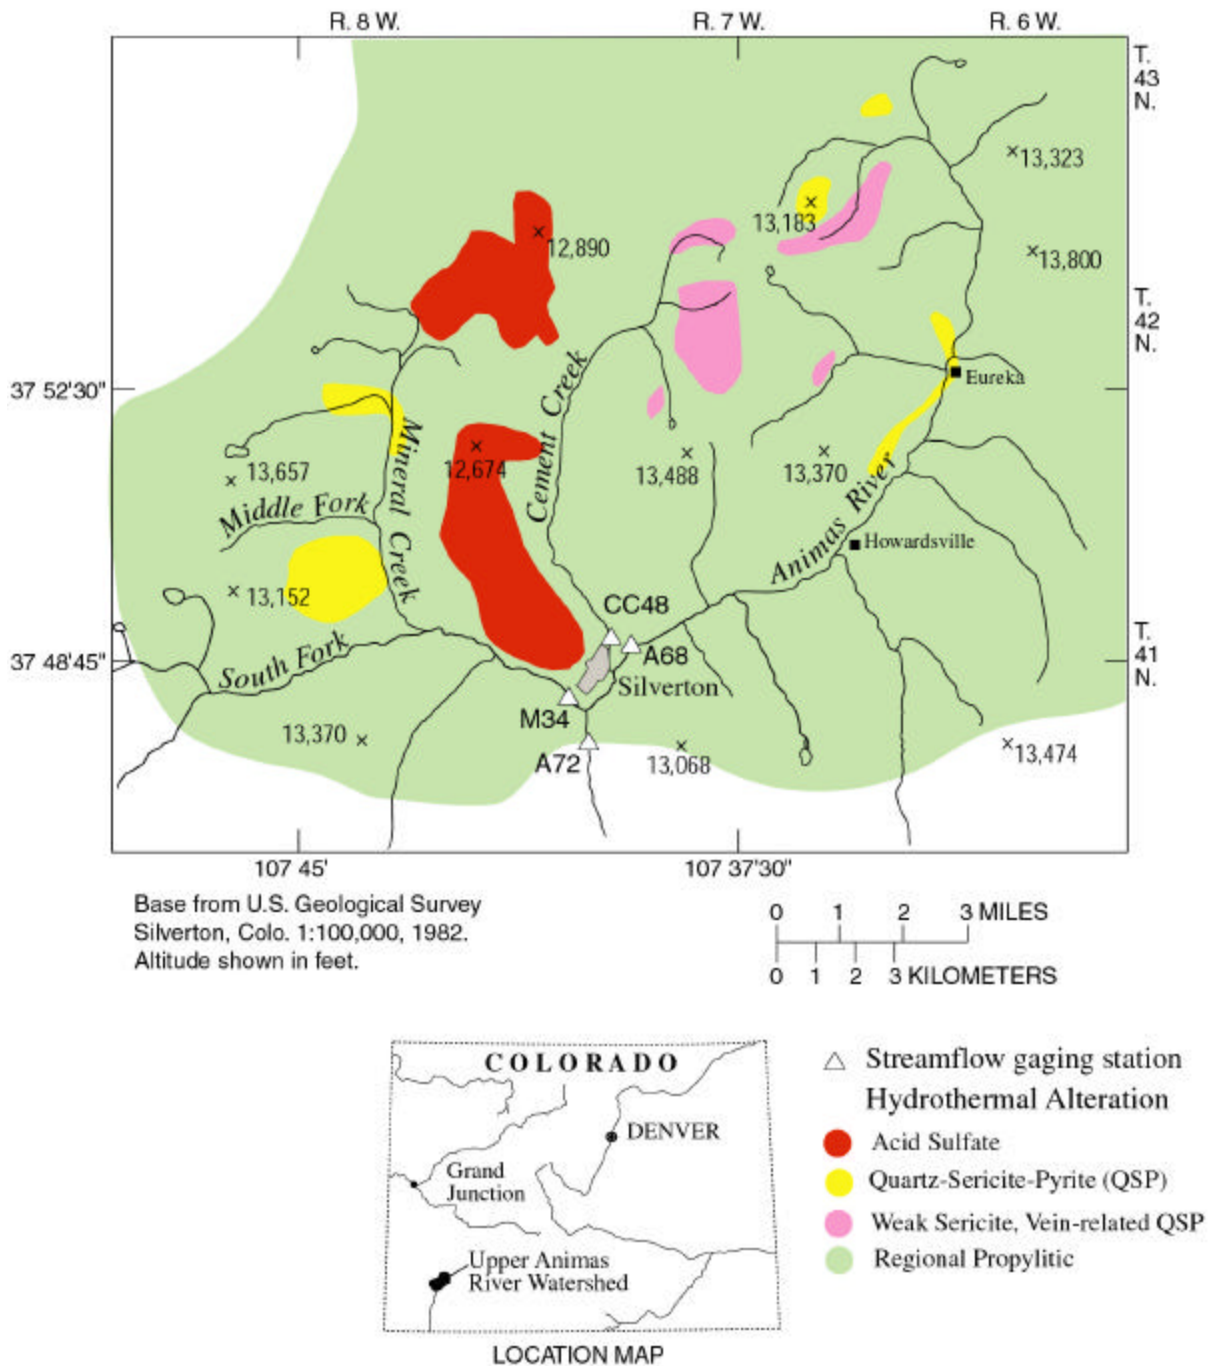 R. 8 W.
R. 7 W.
R. 6 W.
T.
43
N.
13,323
13,183
12,890
13,800
T.
42
N.
37 52'30"
Eureka
Cement Creek
Mineral Creek
12,674
13,657
13,488
13,370
Middle Fork
Animas River
Howardsville
13,152
CC48
South Fork
A68
T.
41
N.
37 48'45"
Silverton
M34
13,370
A72
13,068
13,474
107 45'
107 37'30"
Base from U.S. Geological Survey
Silverton, Colo. 1:100,000, 1982.
Altitude shown in feet.
0 1 2 3 MILES
0 1 2 3 KILOMETERS
COLORADO
DENVER
Grand
Junction
Upper Animas
River Watershed
LOCATION MAP
Streamflow gaging station
Hydrothermal Alteration
Acid Sulfate
Quartz-Sericite-Pyrite (QSP)
Weak Sericite, Vein-related QSP
Regional Propylitic